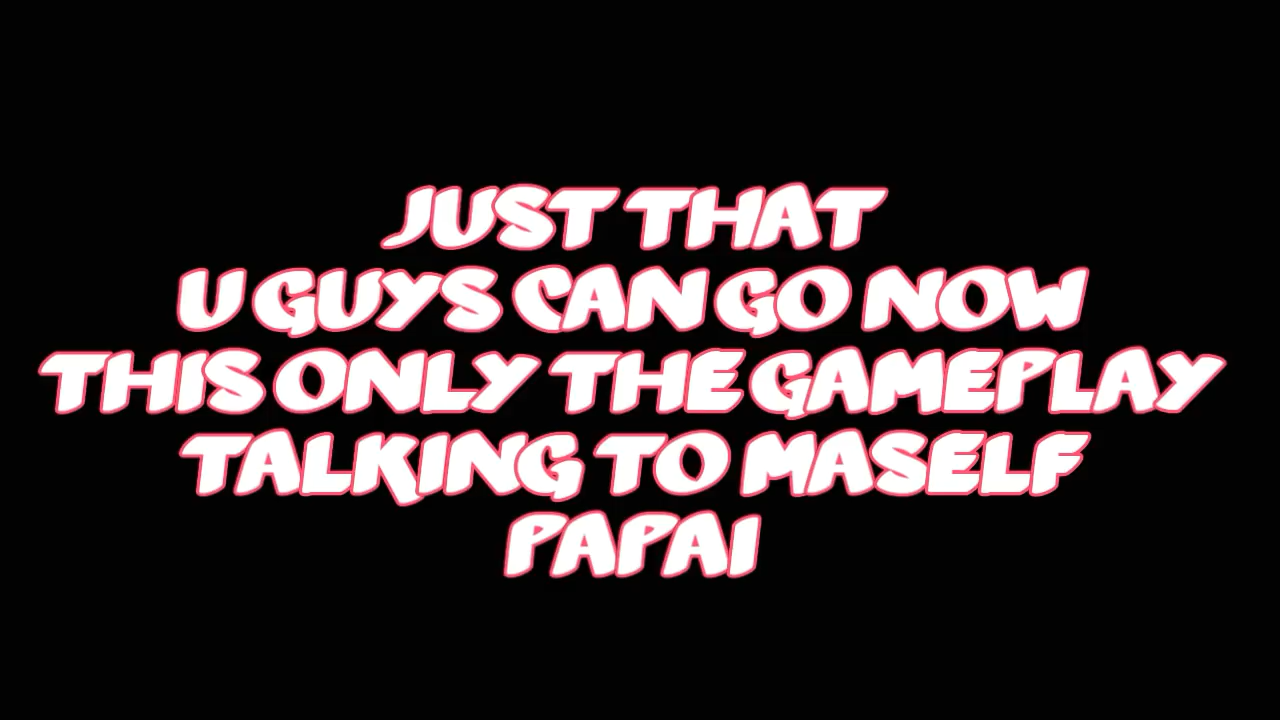 JUST THAT
U GUYS CAN GO NOW
THIS ONLY THE GAMEPLAY
TALKING TO MASELF
PAPAI